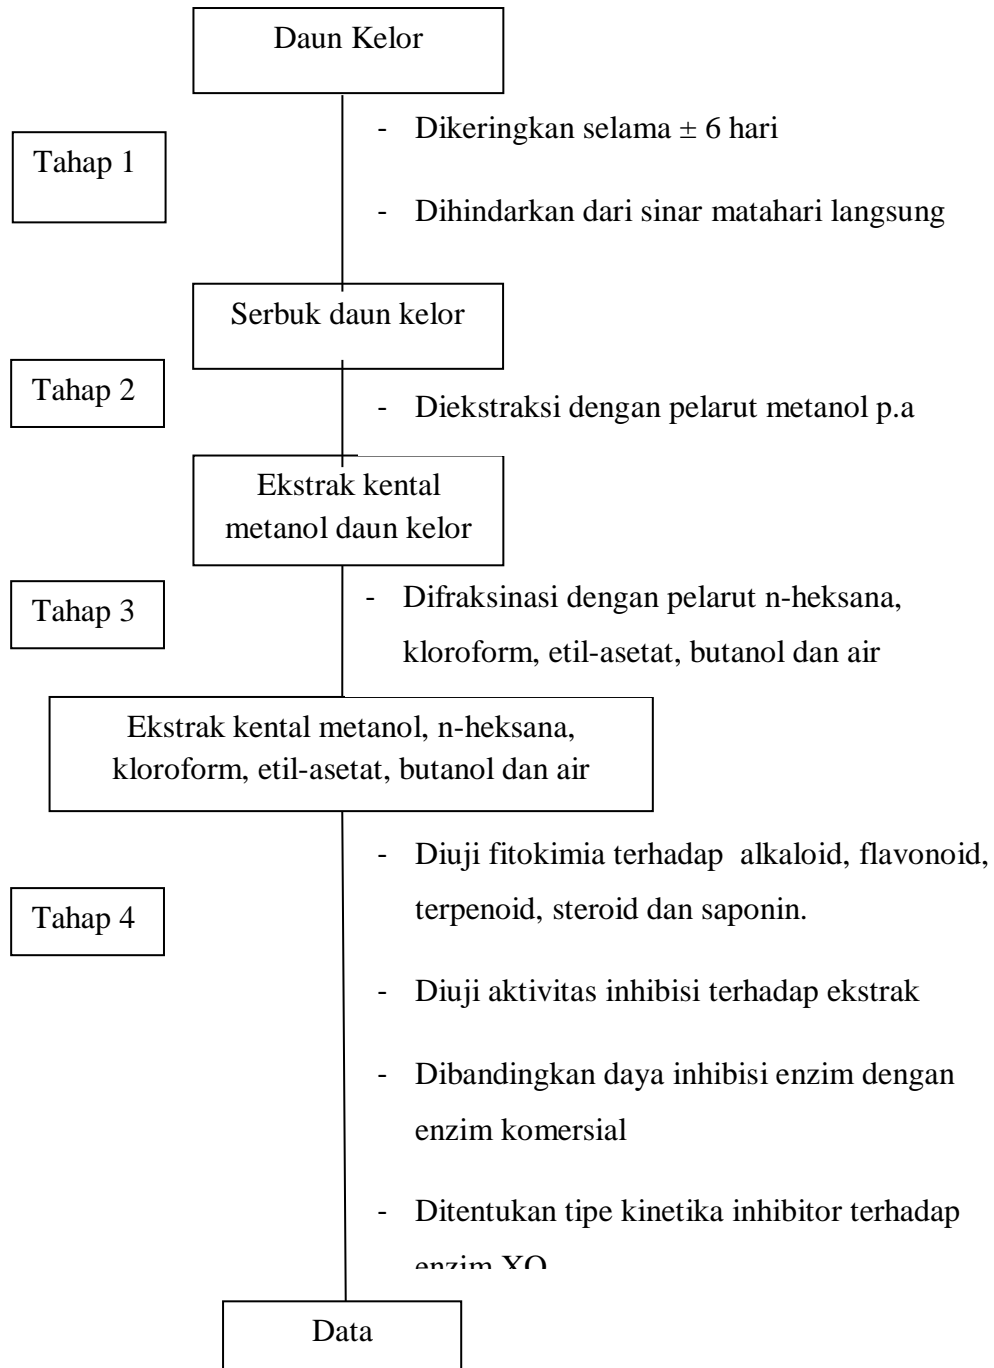 Daun Kelor
- Dikeringkan selama ± 6 hari
Tahap 1
- Dihindarkan dari sinar matahari langsung
Serbuk daun kelor
Tahap 2
- Diekstraksi dengan pelarut metanol p.a
Ekstrak kental
metanol daun kelor
Tahap 3
- Difraksinasi dengan pelarut n-heksana,
kloroform, etil-asetat, butanol dan air
Ekstrak kental metanol, n-heksana,
kloroform, etil-asetat, butanol dan air
- Diuji fitokimia terhadap alkaloid, flavonoid,
terpenoid, steroid dan saponin.
Tahap 4
- Diuji aktivitas inhibisi terhadap ekstrak
- Dibandingkan daya inhibisi enzim dengan
enzim komersial
- Ditentukan tipe kinetika inhibitor terhadap
enzim XO
Data